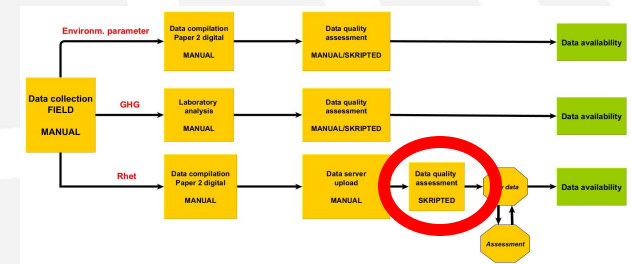 Environm. parameter
Data compilation
Paper 2 digital
MANUAL
Data quality
assessment
MANUAL/SKRIPTED
Data availability
Data collection
FIELD
MANUAL
GHG
Laboratory
analysis
MANUAL
Data quality
assessment
MANUAL/SKRIPTED
Data availability
Rhet
Data compilation
Paper 2 digital
MANUAL
Data server
upload
MANUAL
Data quality
assessment
SKRIPTED
data
Data availability
Assessment